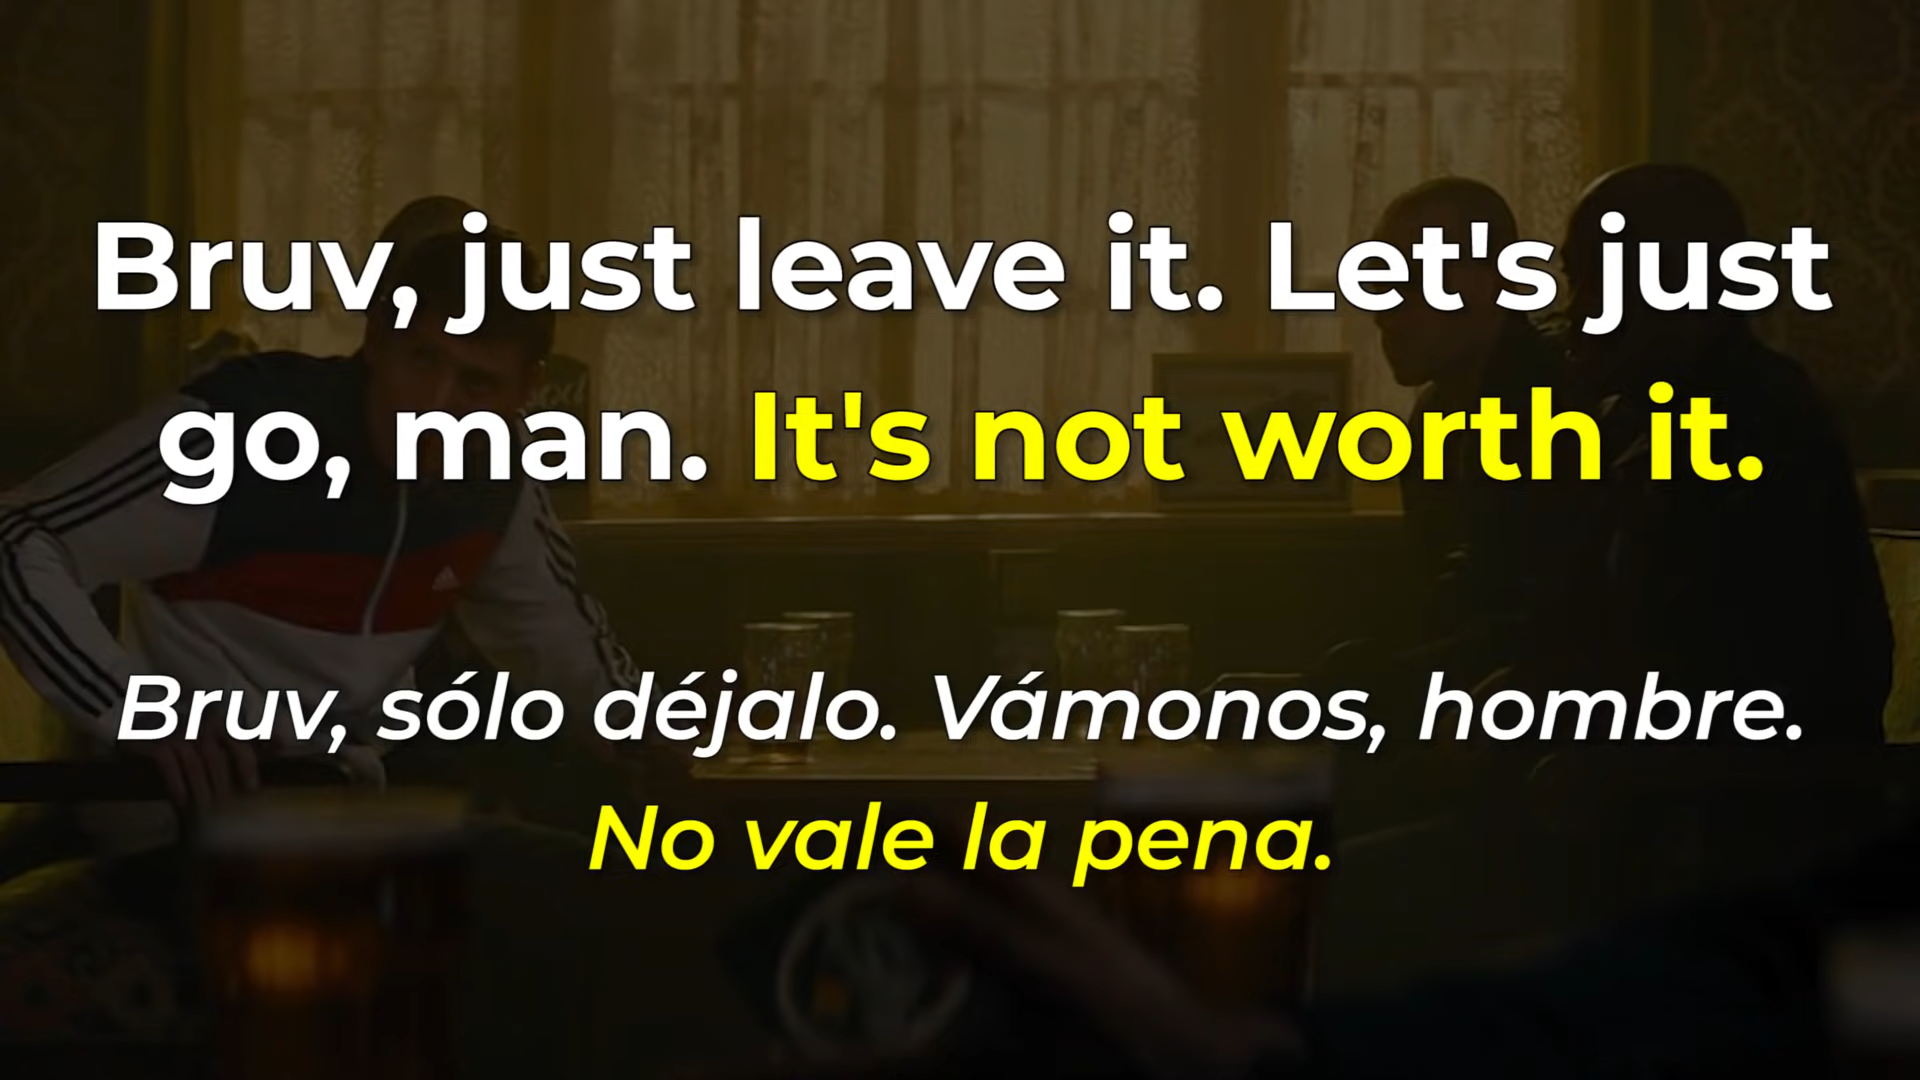 Bruv, just leave it. Let's just
go, man. It's not worth it.
Bruv, sólo déjalo. Vámonos, hombre.
No vale la pena.